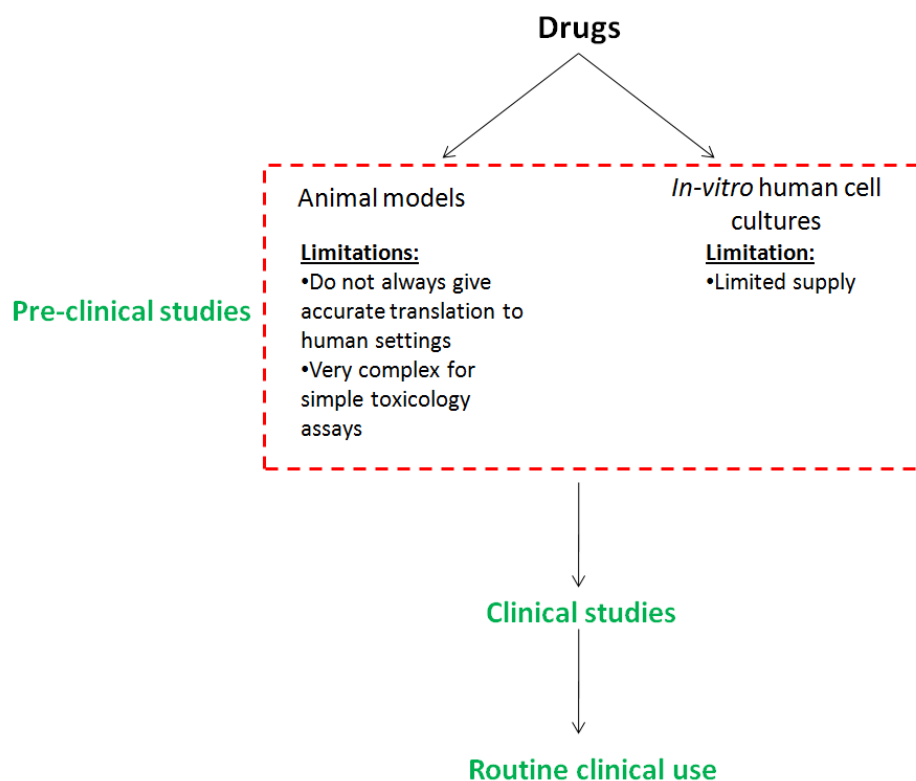 Drugs
Animal models
Limitations:
•Do not always give
accurate translation to
human settings
•Very complex for
simple toxicology
assays
In-vitro human cell
cultures
Limitation:
•Limited supply
Pre-clinical studies
Clinical studies
Routine clinical use